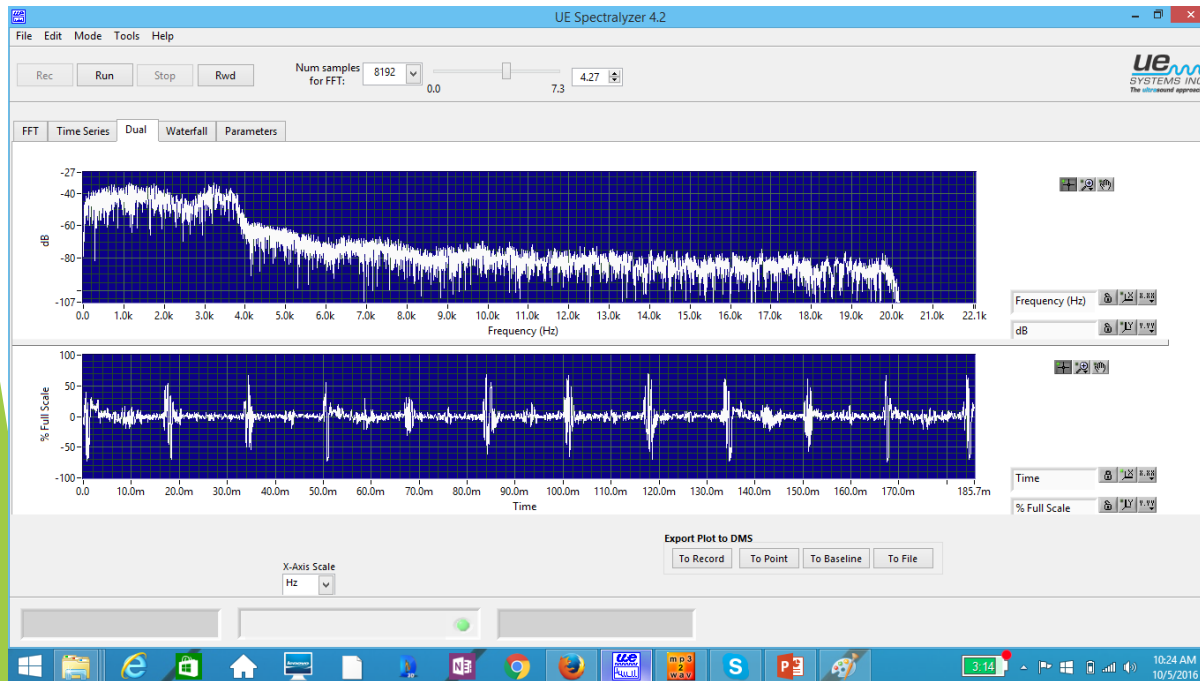 UE Spectralyzer 4.2
File Edit Mode Tools Help
Rec Run Stop Rwd
Num samples
for FFT:
8192
0.0 7.3
4.27
ue
SYSTEMS INC
The ultrasound approac
FFT Time Series Dual Waterfall Parameters
-27
-40
-60
-80
-107
dB
0.0 1.0k 2.0k 3.0k 4.0k 5.0k 6.0k 7.0k 8.0k 9.0k 10.0k 11.0k 12.0k 13.0k 14.0k 15.0k 16.0k 17.0k 18.0k 19.0k 20.0k 21.0k 22.1k
Frequency (Hz)
Frequency (Hz)
dB
100
50
0
-50
-100
% Full Scale
0.0 10.0m 20.0m 30.0m 40.0m 50.0m 60.0m 70.0m 80.0m 90.0m 100.0m 110.0m 120.0m 130.0m 140.0m 150.0m 160.0m 170.0m 185.7m
Time
Time
% Full Scale
Export Plot to DMS
To Record To Point To Baseline To File
X-Axis Scale
Hz
mp3
2
wav
3:14
10:24 AM
10/5/2016